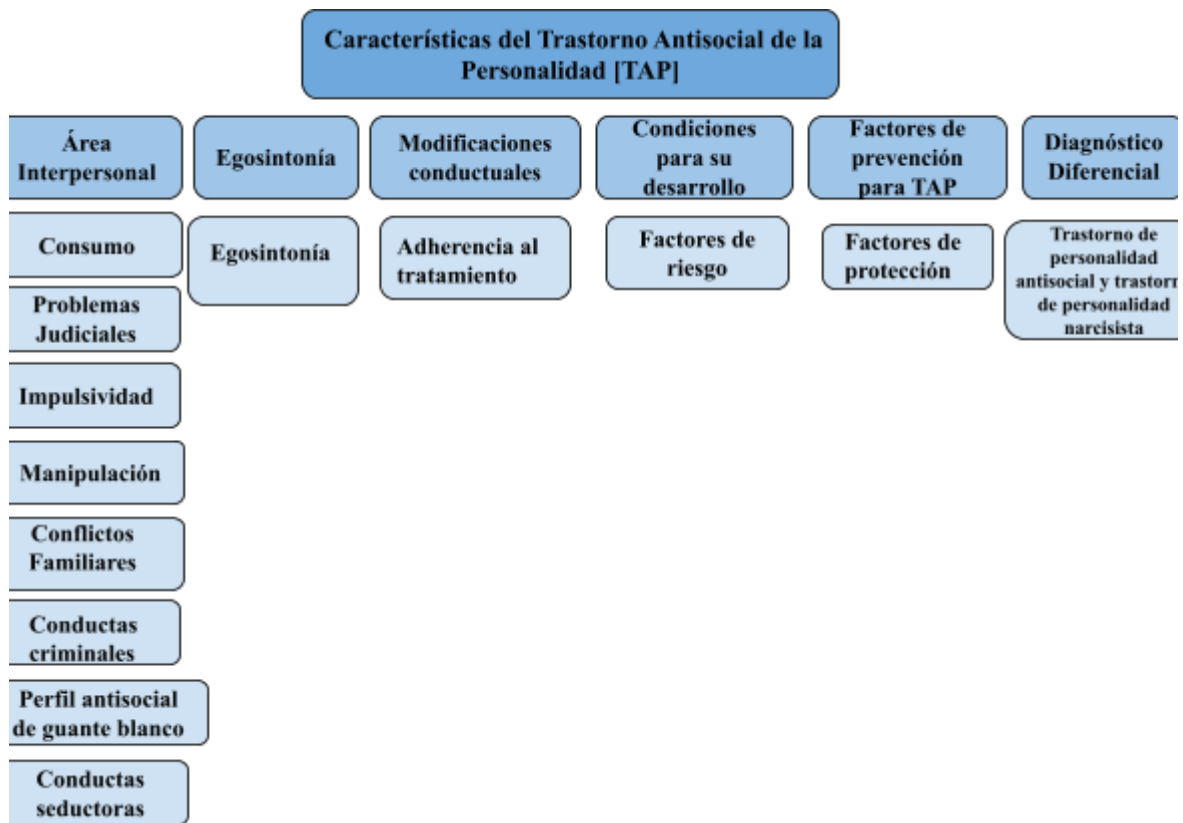 Características del Trastorno Antisocial de la
Personalidad [TAP]
Área
Interpersonal
Egosintonía
Modificaciones
conductuales
Condiciones
para su
desarrollo
Factores de
prevención
para TAP
Diagnóstico
Diferencial
Consumo
Problemas
Judiciales
Impulsividad
Manipulación
Conflictos
Familiares
Conductas
criminales
Perfil antisocial
de guante blanco
Conductas
seductoras
Egosintonía
Adherencia al
tratamiento
Factores de
riesgo
Factores de
protección
Trastorno de
personalidad
antisocial y trastorn
de personalidad
narcisista